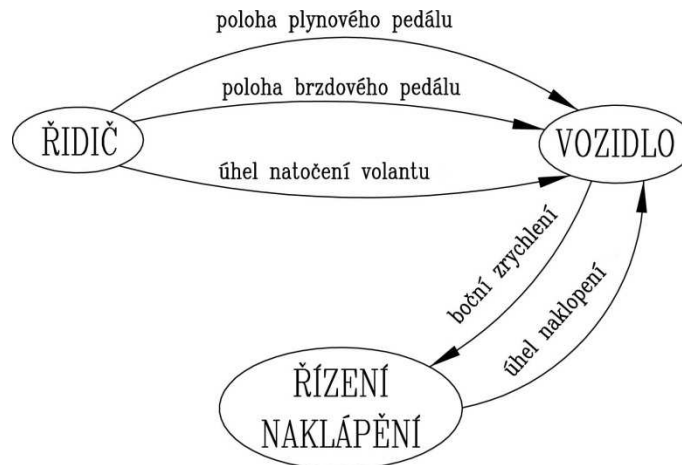 poloha plynového pedálu
poloha brzdového pedálu
ŘIDIČ
VOZIDLO
úhel natočení volantu
boční zrychlení
úhel naklopení
ŘÍZENÍ
NAKLÁPĚNÍ